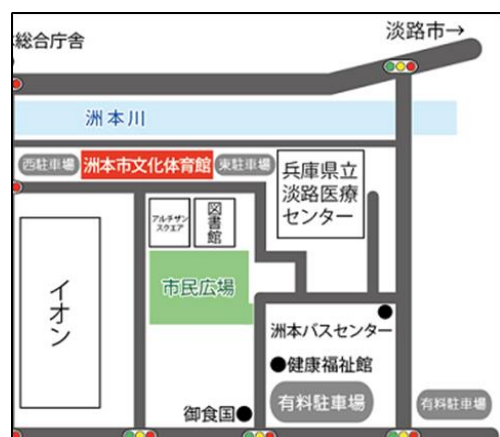 淡路市→
総合庁舎
洲本川
西駐車場
洲本市文化体育館
東駐車場
兵庫県立
淡路医療
センター
アルチザン
スクエア
図書館
市民広場
イオン
洲本バスセンター
●健康福祉館
有料駐車場
有料駐車場
御食国●